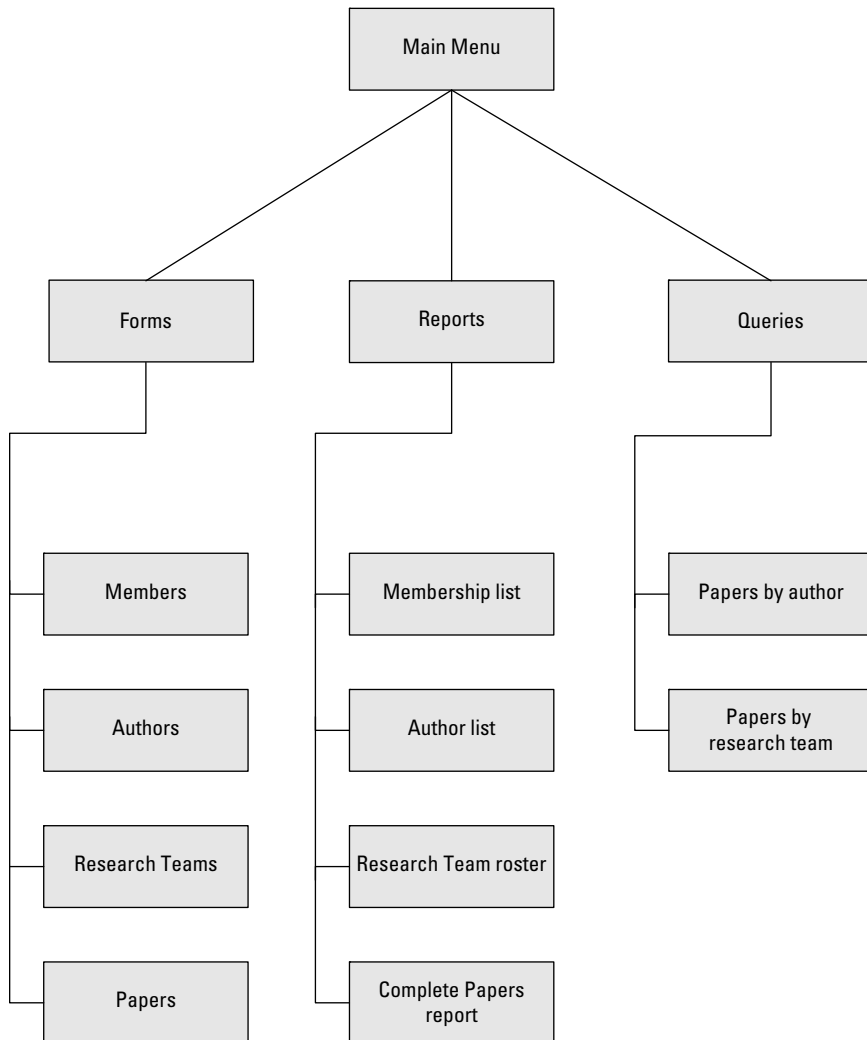 Main Menu
Forms
Reports
Queries
Members
Membership list
Papers by author
Authors
Author list
Papers by
research team
Research Teams
Research Team roster
Papers
Complete Papers
report